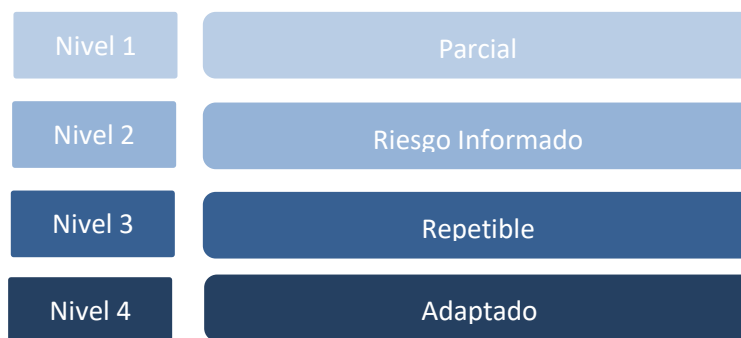 Nivel 1
Parcial
Nivel 2
Riesgo Informado
Nivel 3
Repetible
Nivel 4
Adaptado